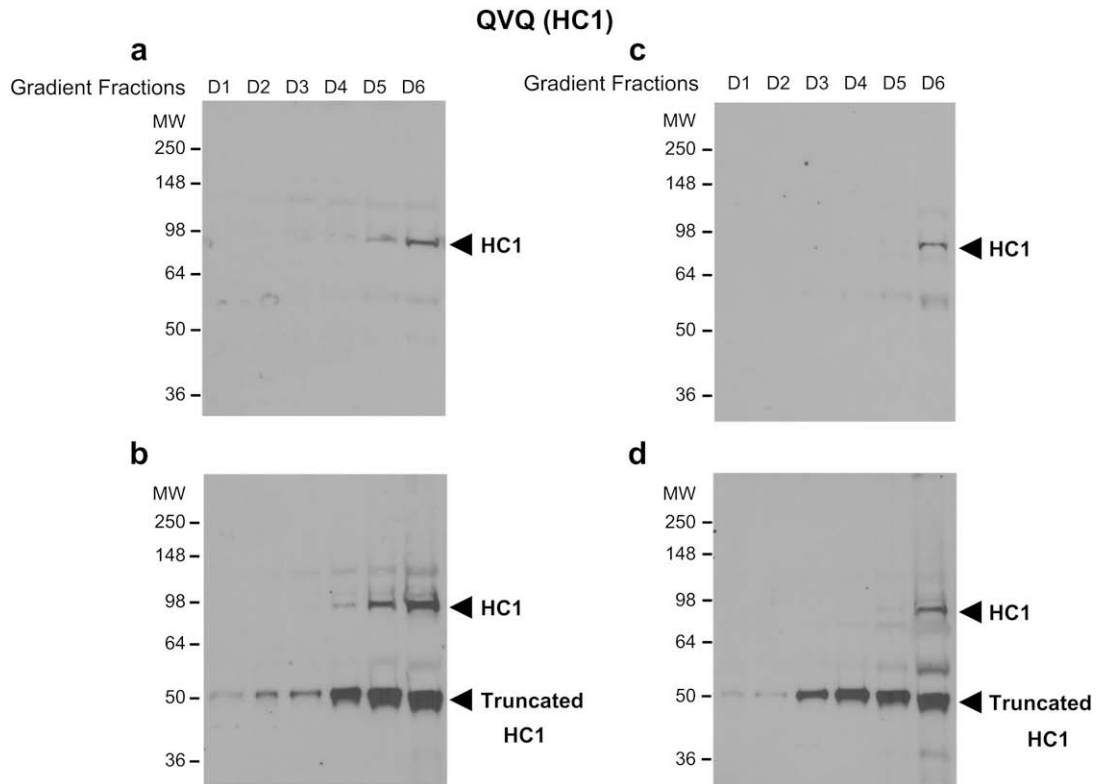 QVQ (HC1)
a
Gradient Fractions D1 D2 D3 D4 D5 D6
MW
250
148
98
HC1
64
50
36
b
MW
250
148
98
HC1
64
50
Truncated
HC1
36
c
Gradient Fractions D1 D2 D3 D4 D5 D6
MW
250
148
98
HC1
64
50
36
d
MW
250
148
98
HC1
64
50
Truncated
HC1
36